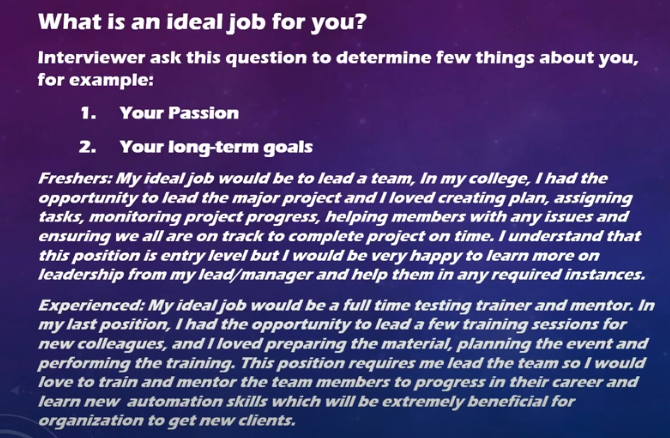 What is an ideal job for you?
Interviewer ask this question to determine few things about you,
for example:
1. Your Passion
2. Your long-term goals
Freshers: My ideal job would be to lead a team, In my college, I had the
opportunity to lead the major project and I loved creating plan, assigning
tasks, monitoring project progress, helping members with any issues and
ensuring we all are on track to complete project on time. I understand that
this position is entry level but I would be very happy to learn more on
leadership from my lead/manager and help them in any required instances.
Experienced: My ideal job would be a full time testing trainer and mentor. In
my last position, I had the opportunity to lead a few training sessions for
new colleagues, and I loved preparing the material, planning the event and
performing the training. This position requires me lead the team so I would
love to train and mentor the team members to progress in their career and
learn new automation skills which will be extremely beneficial for
organization to get new clients.